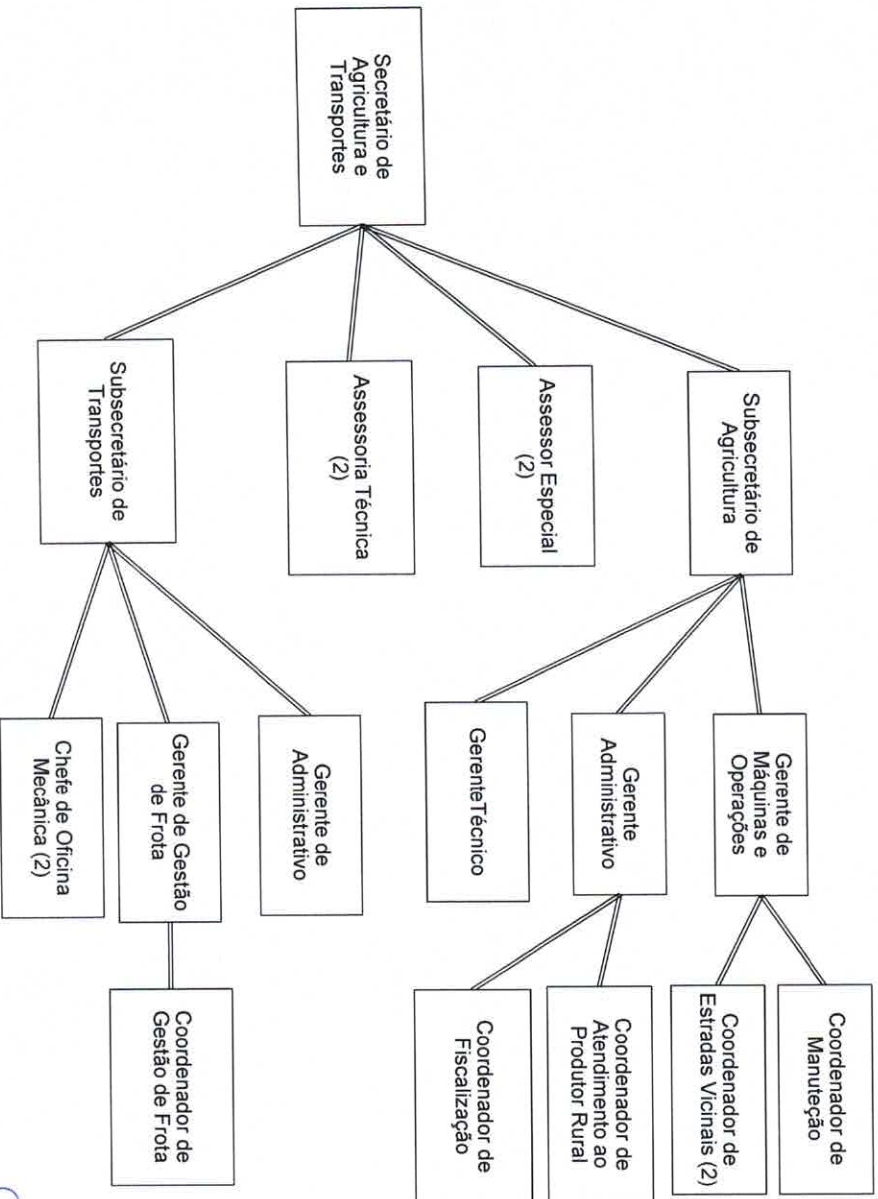 Secretário de
Agricultura e
Transportes
Subsecretário de
Agricultura
Assessor Especial
(2)
Assessoria Técnica
(2)
Subsecretário de
Transportes
Gerente de
Máquinas e
Operações
Gerente
Administrativo
GerenteTécnico
Gerente de
Administrativo
Gerente de Gestão
de Frota
Chefe de Oficina
Mecânica (2)
Coordenador de
Manuteção
Coordenador de
Estradas Vicinais (2)
Coordenador de
Atendimento ao
Produtor Rural
Coordenador de
Fiscalização
Coordenador de
Gestão de Frota